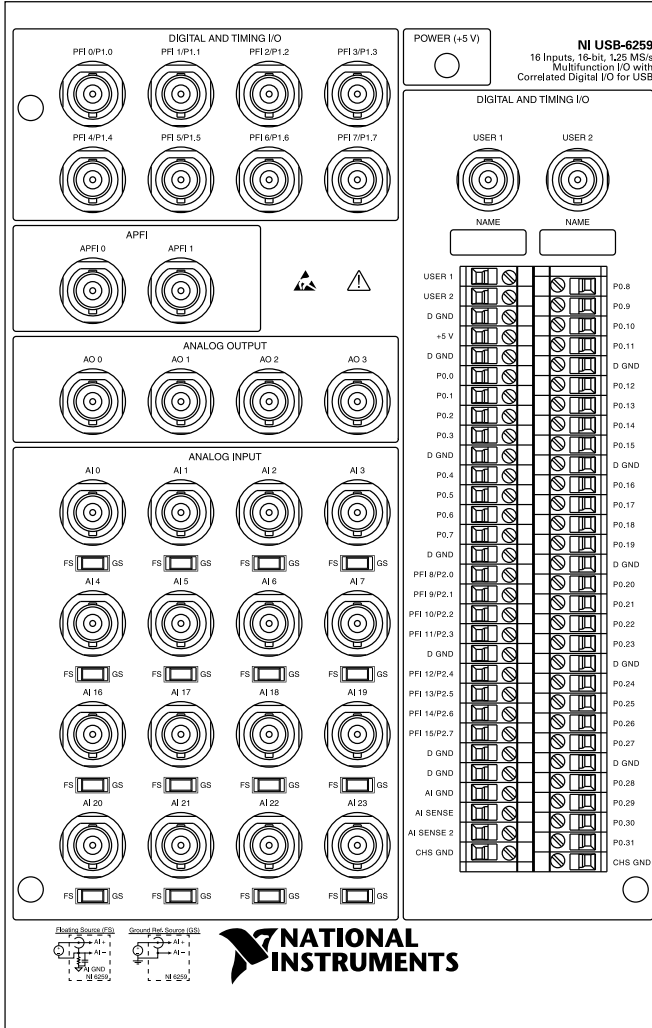 DIGITAL AND TIMING I/O
PFI 0/P1.0 PFI 1/P1.1 PFI 2/P1.2 PFI 3/P1.3
PFI 4/P1.4 PFI 5/P1.5 PFI 6/P1.6 PFI 7/P1.7
APFI
APFI 0 APFI 1
ANALOG OUTPUT
AO 0 AO 1 AO 2 AO 3
ANALOG INPUT
AI 0 AI 1 AI 2 AI 3
FS GS FS GS FS GS FS GS
AI 4 AI 5 AI 6 AI 7
FS GS FS GS FS GS FS GS
AI 16 AI 17 AI 18 AI 19
FS GS FS GS FS GS FS GS
AI 20 AI 21 AI 22 AI 23
FS GS FS GS FS GS FS GS
POWER (+5 V)
NI USB-6259
16 Inputs, 16-bit, 1.25 MS/s
Multifunction I/O with
Correlated Digital I/O for USB
DIGITAL AND TIMING I/O
USER 1 USER 2
NAME NAME
USER 1
USER 2
D GND
+5 V
D GND
P0.0
P0.1
P0.2
P0.3
D GND
P0.4
P0.5
P0.6
P0.7
D GND
PFI 8/P2.0
PFI 9/P2.1
PFI 10/P2.2
PFI 11/P2.3
D GND
PFI 12/P2.4
PFI 13/P2.5
PFI 14/P2.6
PFI 15/P2.7
D GND
D GND
AI GND
AI SENSE
AI SENSE 2
CHS GND
P0.8
P0.9
P0.10
P0.11
D GND
P0.12
P0.13
P0.14
P0.15
D GND
P0.16
P0.17
P0.18
P0.19
D GND
P0.20
P0.21
P0.22
P0.23
D GND
P0.24
P0.25
P0.26
P0.27
D GND
P0.28
P0.29
P0.30
P0.31
CHS GND
Floating Source (FS)
AI +
AI –
AI GND
NI 6259
Ground Ref. Source (GS)
AI +
AI –
NI 6259
NATIONAL
INSTRUMENTS